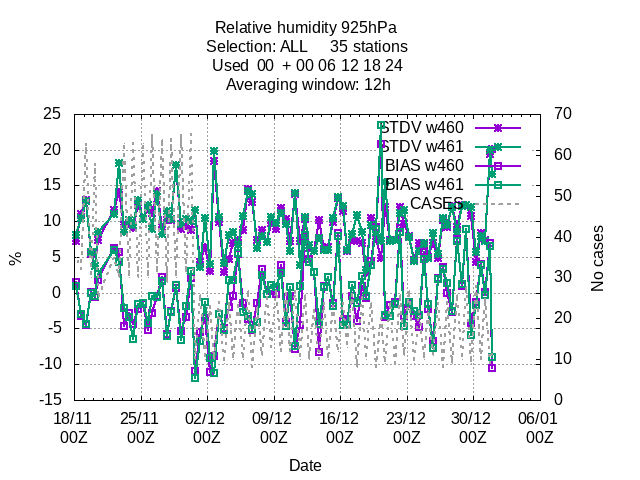 Relative humidity 925hPa
Selection: ALL 35 stations
Used 00 + 00 06 12 18 24
Averaging window: 12h
25 70
20 60
15 50
10 40
5 30
0 20
-5 10
-10 0
-15
STDV w460
STDV w461
BIAS w460
BIAS w461
CASES
%
No cases
18/11 25/11 02/12 09/12 16/12 23/12 30/12 06/01
00Z 00Z 00Z 00Z 00Z 00Z 00Z 00Z
Date